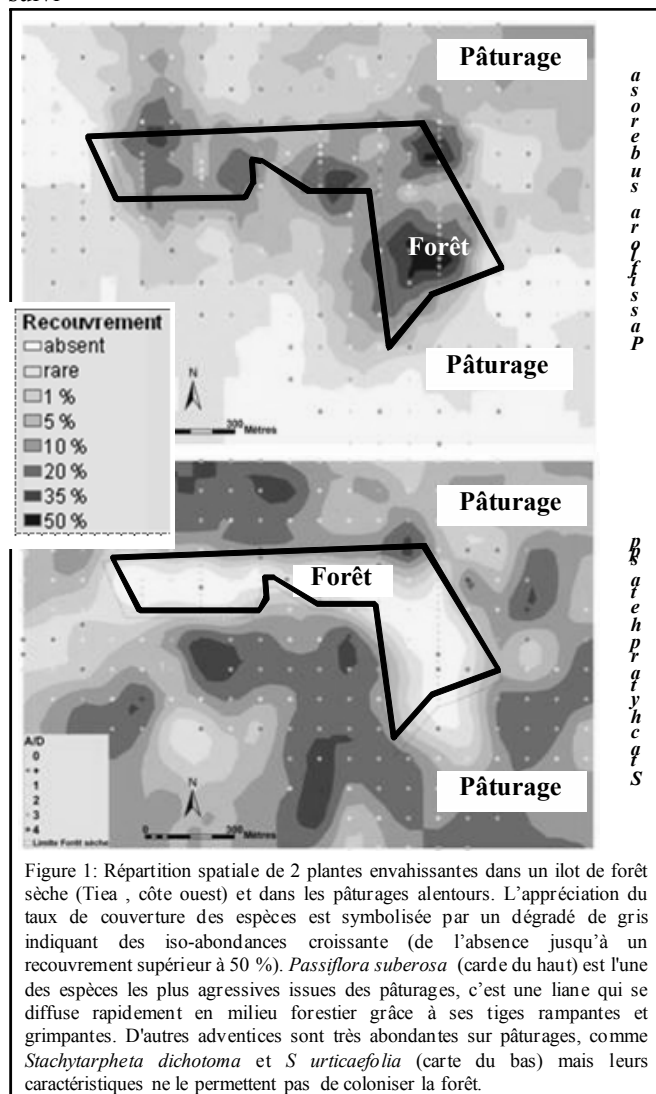 suivé
Pâturage
Passiflora suberosa
Forêt
Recouvrement
absent
rare
1 %
5 %
10 %
20 %
35 %
50 %
N
300
Mètres
Pâturage
Pâturage
Forêt
Stachytarpheta spp
A/D
0
+
1
2
3
4
Limite Forêt sèche
N
0
300
Mètres
Pâturage
Figure 1: Répartition spatiale de 2 plantes envahissantes dans un ilot de forêt
sèche (Tiea , côte ouest) et dans les pâturages alentours. L’appréciation du
taux de couverture des espèces est symbolisée par un dégradé de gris
indiquant des iso-abondances croissante (de l’absence jusqu’à un
recouvrement supérieur à 50 %). Passiflora suberosa (carde du haut) est l'une
des espèces les plus agressives issues des pâturages, c’est une liane qui se
diffuse rapidement en milieu forestier grâce à ses tiges rampantes et
grimpantes. D'autres adventices sont très abondantes sur pâturages, comme
Stachytarpheta dichotoma et S urticaefolia (carte du bas) mais leurs
caractéristiques ne le permettent pas de coloniser la forêt.